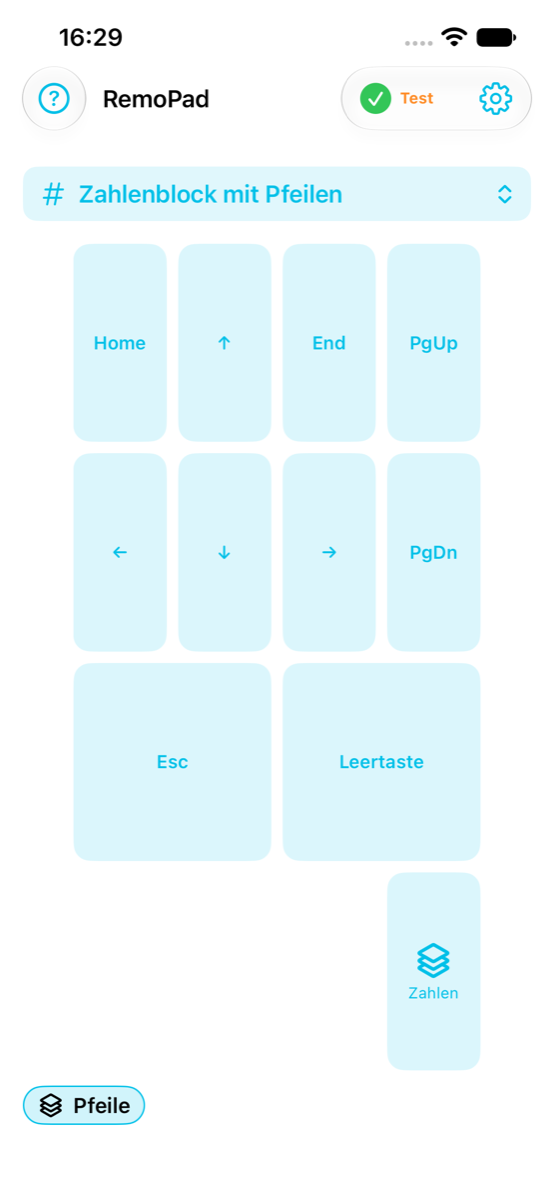 16:29
RemoPad
Test
Zahlenblock mit Pfeilen
Home ↑ End PgUp
← ↓ → PgDn
Esc Leertaste
Zahlen
Pfeile